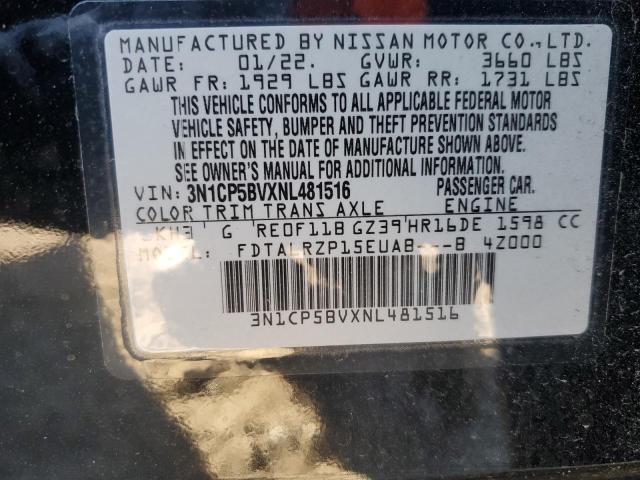 MANUFACTURED BY NISSAN MOTOR CO., LTD.
DATE: 01/22. GVWR: 3660 LBS
GAWR FR: 1929 LBS GAWR RR: 1731 LBS
THIS VEHICLE CONFORMS TO ALL APPLICABLE FEDERAL MOTOR
VEHICLE SAFETY, BUMPER AND THEFT PREVENTION STANDARDS
IN EFFECT ON THE DATE OF MANUFACTURE SHOWN ABOVE.
SEE OWNER'S MANUAL FOR ADDITIONAL INFORMATION.
VIN: 3N1CP5BVXNL481516 PASSENGER CAR.
COLOR TRIM TRANS AXLE ENGINE
KH3 G RE0F11B GZ39 HR16DE 1598 CC
MODEL: FDTALRZP15EUAB---B 4Z000
3N1CP5BVXNL481516